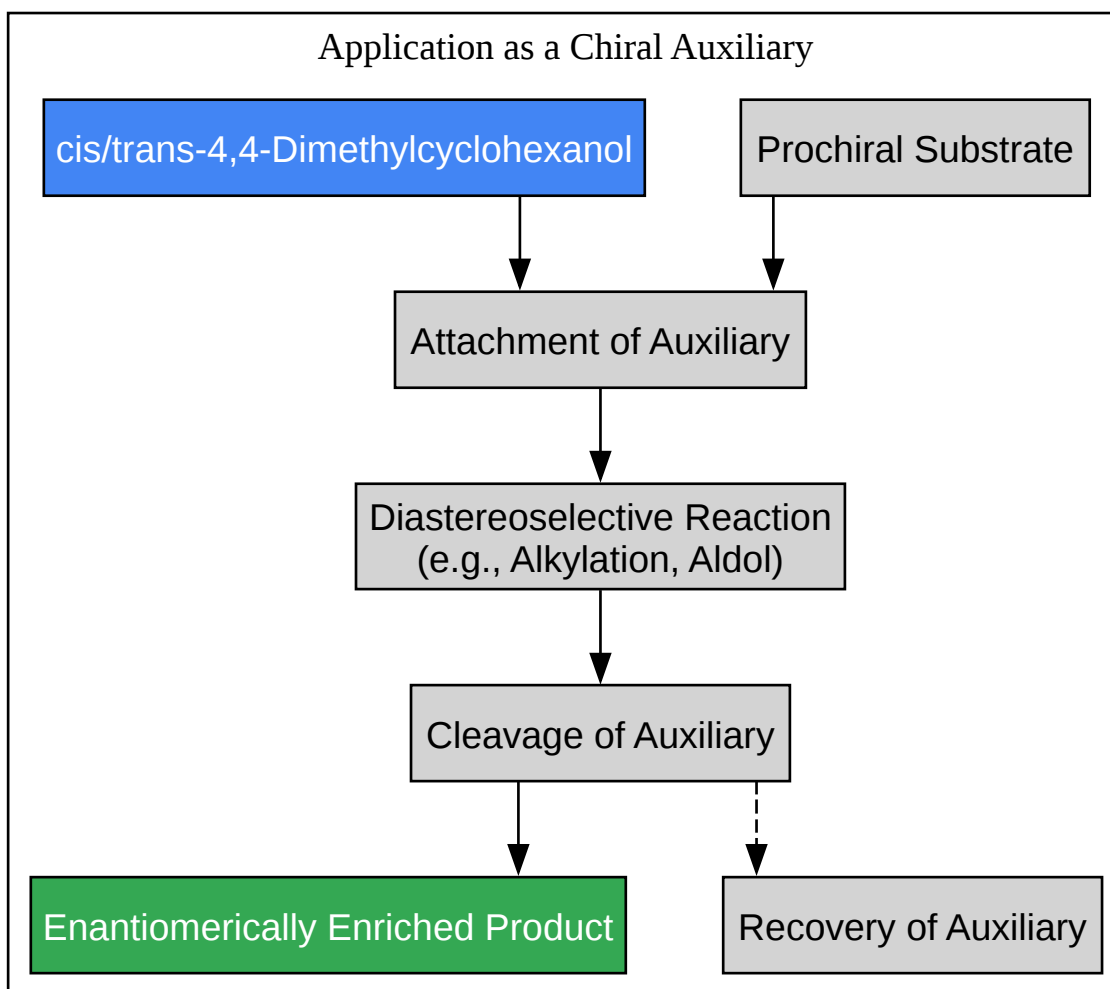 Application as a Chiral Auxiliary
cis/trans-4,4-Dimethylcyclohexanol
Prochiral Substrate
Attachment of Auxiliary
Diastereoselective Reaction
(e.g., Alkylation, Aldol)
Cleavage of Auxiliary
Enantiomerically Enriched Product
Recovery of Auxiliary